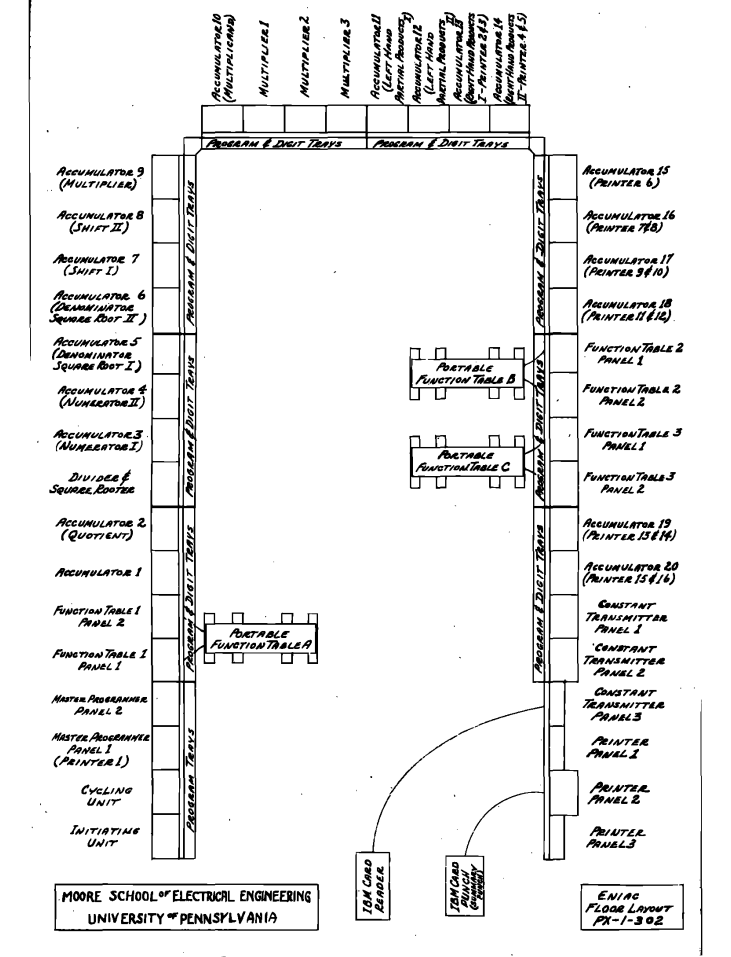 ACCUMULATOR 10
(MULTIPLICAND)
MULTIPLIER 1
MULTIPLIER 2
MULTIPLIER 3
ACCUMULATOR 11
(LEFT HAND
PARTIAL PRODUCTS I)
ACCUMULATOR 12
(LEFT HAND
PARTIAL PRODUCTS II)
ACCUMULATOR 13
(RIGHT HAND PRODUCTS
I-PRINTER 2&3)
ACCUMULATOR 14
(RIGHT HAND PRODUCTS
II-PRINTER 4&5)
PROGRAM & DIGIT TRAYS
PROGRAM & DIGIT TRAYS
ACCUMULATOR 9
(MULTIPLIER)
ACCUMULATOR 8
(SHIFT II)
ACCUMULATOR 7
(SHIFT I)
ACCUMULATOR 6
(DENOMINATOR
SQUARE ROOT II)
PROGRAM & DIGIT TRAYS
ACCUMULATOR 5
(DENOMINATOR
SQUARE ROOT I)
ACCUMULATOR 4
(NUMERATOR II)
ACCUMULATOR 3
(NUMERATOR I)
DIVIDER &
SQUARE ROOTER
PROGRAM & DIGIT TRAYS
ACCUMULATOR 2
(QUOTIENT)
ACCUMULATOR 1
FUNCTION TABLE 1
PANEL 2
FUNCTION TABLE 1
PANEL 1
PROGRAM & DIGIT TRAYS
PORTABLE
FUNCTION TABLE A
MASTER PROGRAMMER
PANEL 2
MASTER PROGRAMMER
PANEL 1
(PRINTER 1)
CYCLING
UNIT
INITIATING
UNIT
PROGRAM TRAYS
ACCUMULATOR 15
(PRINTER 6)
ACCUMULATOR 16
(PRINTER 7&8)
ACCUMULATOR 17
(PRINTER 9&10)
ACCUMULATOR 18
(PRINTER 11&12)
PROGRAM & DIGIT TRAYS
FUNCTION TABLE 2
PANEL 1
FUNCTION TABLE 2
PANEL 2
FUNCTION TABLE 3
PANEL 1
FUNCTION TABLE 3
PANEL 2
PROGRAM & DIGIT TRAYS
PORTABLE
FUNCTION TABLE B
PORTABLE
FUNCTION TABLE C
ACCUMULATOR 19
(PRINTER 13&14)
ACCUMULATOR 20
(PRINTER 15&16)
CONSTANT
TRANSMITTER
PANEL 1
CONSTANT
TRANSMITTER
PANEL 2
PROGRAM & DIGIT TRAYS
CONSTANT
TRANSMITTER
PANEL 3
PRINTER
PANEL 1
PRINTER
PANEL 2
PRINTER
PANEL 3
IBM CARD
READER
IBM CARD
PUNCH
(SUMMARY
PUNCH)
MOORE SCHOOL OF ELECTRICAL ENGINEERING
UNIVERSITY OF PENNSYLVANIA
ENIAC
FLOOR LAYOUT
PX-1-302